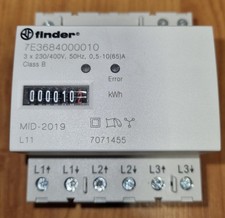 finder
7E3684000010
3 x 230/400V, 50Hz, 0,5-10(65)A
Class B
Error
000010
kWh
MID-2019
L11
7071455
L1↑ L1↓ L2↑ L2↓ L3↑ L3↓